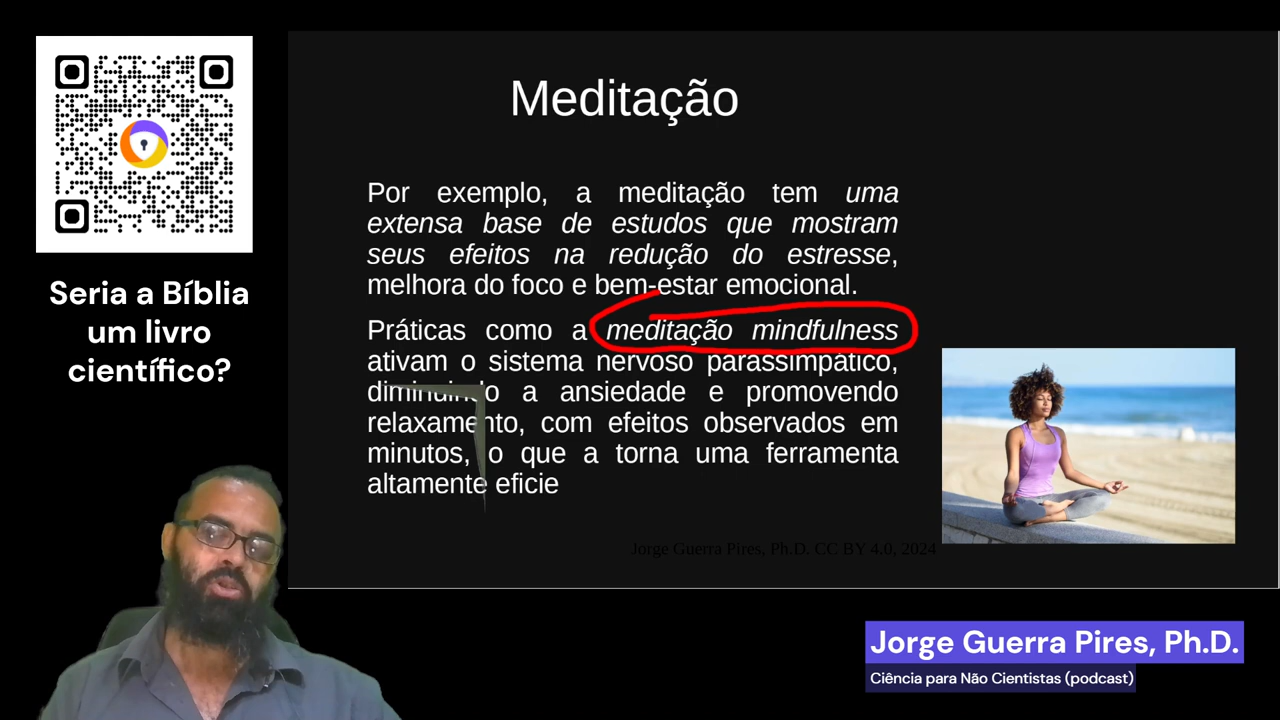 Seria a Bíblia
um livro
científico?
Meditação
Por exemplo, a meditação tem uma
extensa base de estudos que mostram
seus efeitos na redução do estresse,
melhora do foco e bem-estar emocional.
Práticas como a meditação mindfulness
ativam o sistema nervoso parassimpático,
diminuindo a ansiedade e promovendo
relaxamento, com efeitos observados em
minutos, o que a torna uma ferramenta
altamente eficie
Jorge Guerra Pires, Ph.D. CC BY 4.0, 2024
Jorge Guerra Pires, Ph.D.
Ciência para Não Cientistas (podcast)